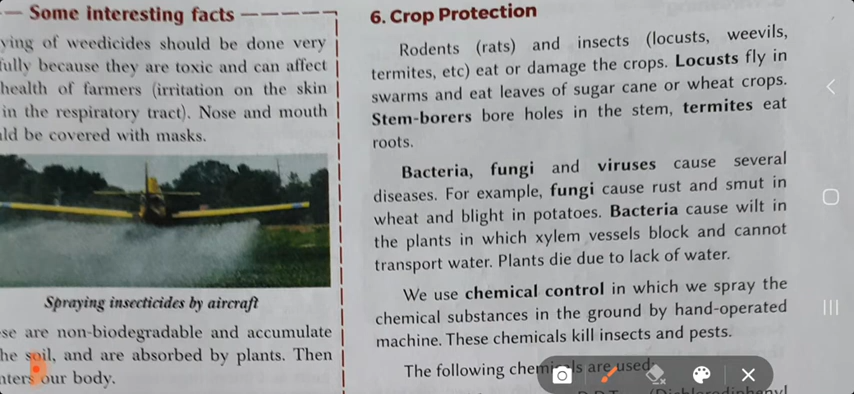 Some interesting facts
ying of weedicides should be done very
fully because they are toxic and can affect
health of farmers (irritation on the skin
in the respiratory tract). Nose and mouth
uld be covered with masks.
Spraying insecticides by aircraft
se are non-biodegradable and accumulate
he soil, and are absorbed by plants. Then
nters our body.
6. Crop Protection
Rodents (rats) and insects (locusts, weevils,
termites, etc) eat or damage the crops. Locusts fly in
swarms and eat leaves of sugar cane or wheat crops.
Stem-borers bore holes in the stem, termites eat
roots.
Bacteria, fungi and viruses cause several
diseases. For example, fungi cause rust and smut in
wheat and blight in potatoes. Bacteria cause wilt in
the plants in which xylem vessels block and cannot
transport water. Plants die due to lack of water.
We use chemical control in which we spray the
chemical substances in the ground by hand-operated
machine. These chemicals kill insects and pests.
The following chemicals are used